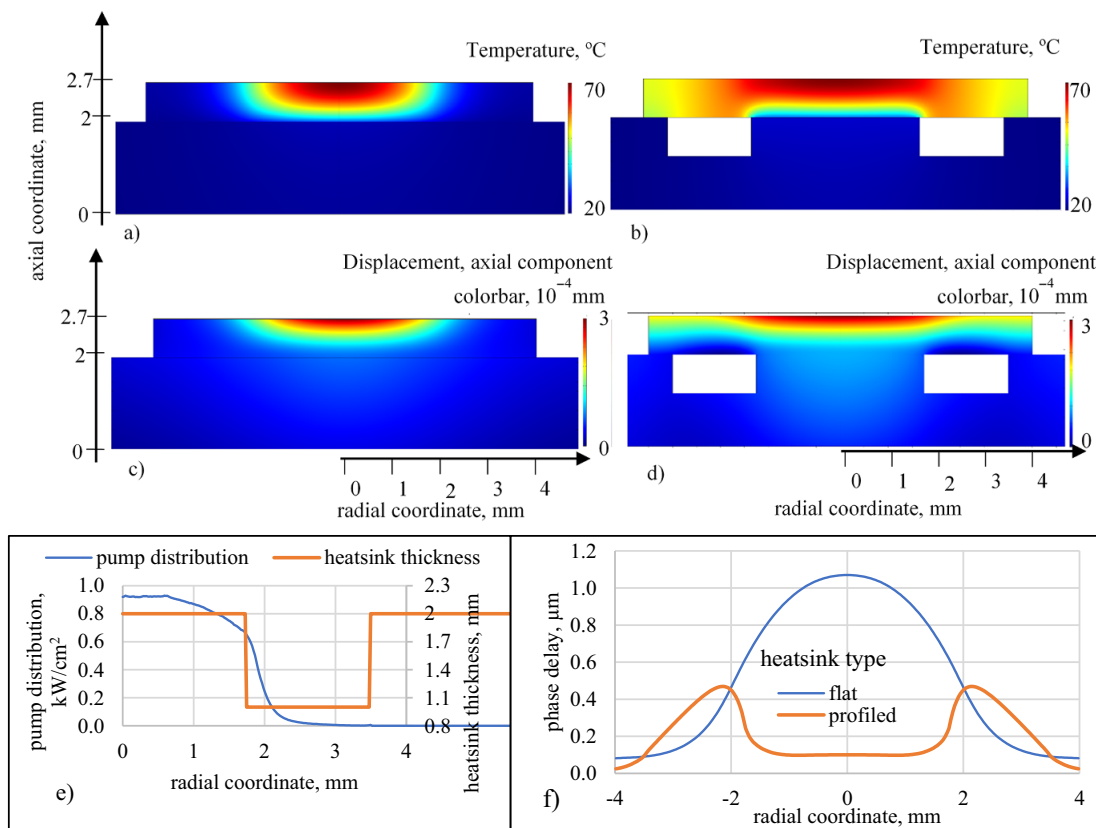 Temperature, ºC
70
20
2.7
2
0
axial coordinate, mm
a)
Temperature, ºC
70
20
b)
Displacement, axial component
colorbar, 10⁻⁴ mm
3
0
2.7
2
0
c)
0 1 2 3 4
radial coordinate, mm
Displacement, axial component
colorbar, 10⁻⁴ mm
3
0
d)
0 1 2 3 4
radial coordinate, mm
pump distribution
heatsink thickness
1.0
0.8
0.6
0.4
0.2
0.0
pump distribution,
kW/cm²
2.3
2
1.7
1.4
1.1
0.8
heatsink thickness, mm
0 1 2 3 4
radial coordinate, mm
e)
1.2
1.0
0.8
0.6
0.4
0.2
0.0
phase delay, μm
heatsink type
flat
profiled
-4 -2 0 2 4
radial coordinate, mm
f)